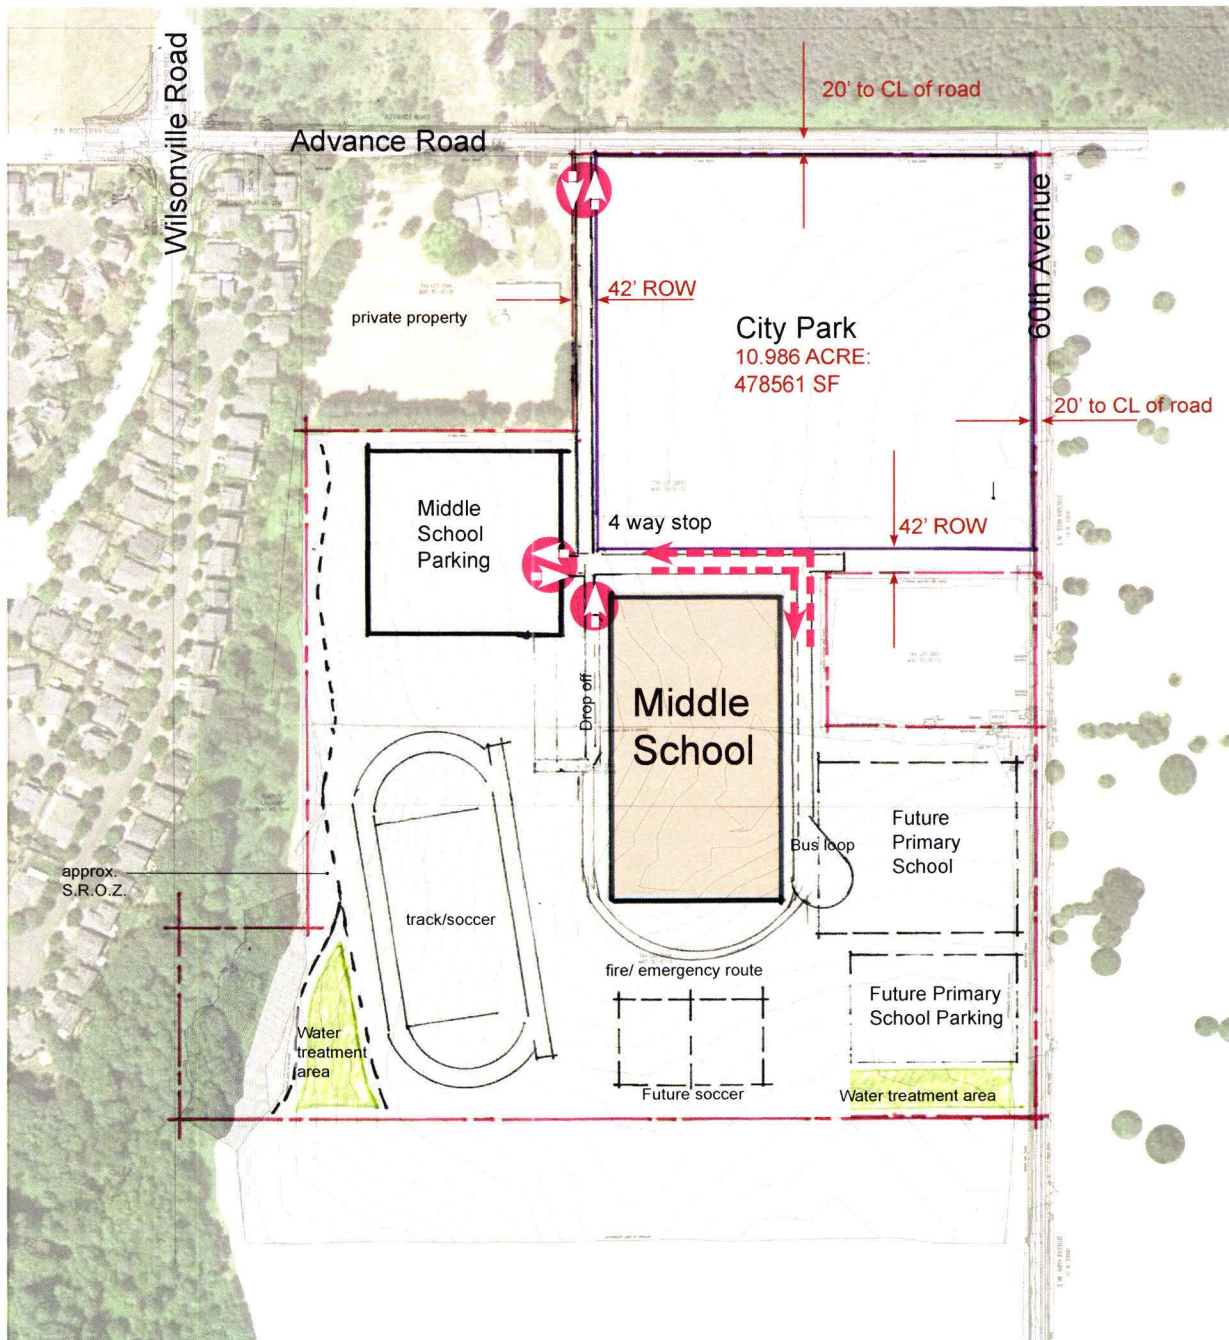 20' to CL of road
Wilsonville Road
ADVANCE ROAD
Advance Road
60th Avenue
42' ROW
private property
City Park
10.986 ACRE:
478561 SF
20' to CL of road
Middle
School
Parking
4 way stop
42' ROW
Drop off
Middle
School
Future
Primary
School
Bus loop
approx.
S.R.O.Z.
track/soccer
fire/ emergency route
Future Primary
School Parking
Water
treatment
area
Future soccer
Water treatment area